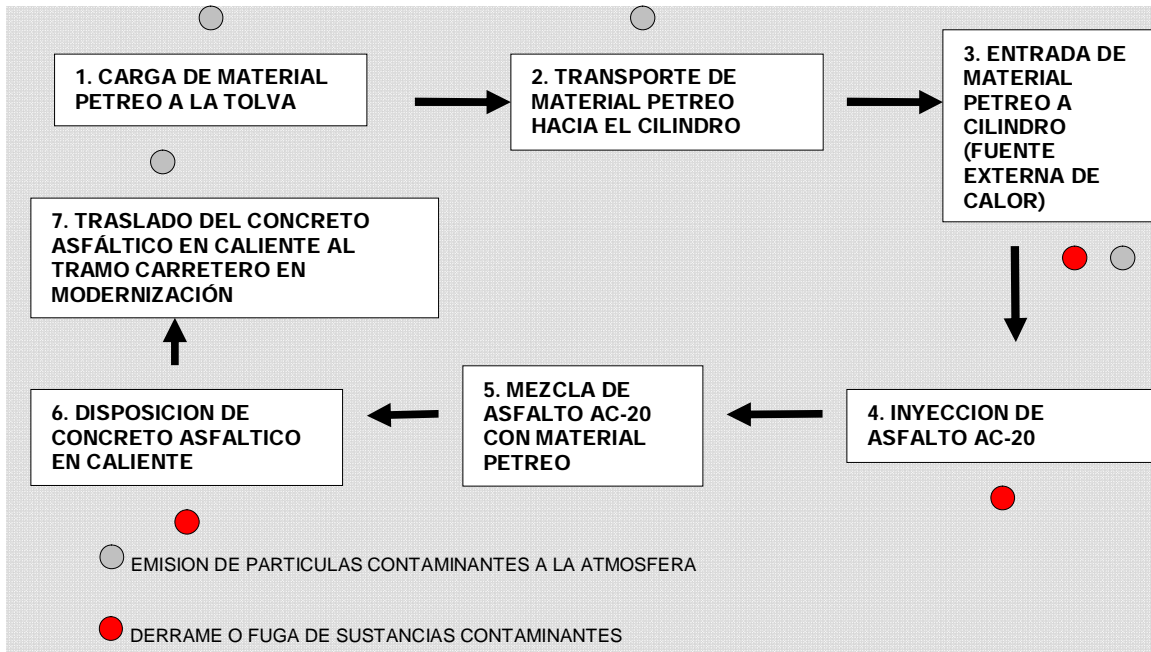 1. CARGA DE MATERIAL
PETREO A LA TOLVA
2. TRANSPORTE DE
MATERIAL PETREO
HACIA EL CILINDRO
3. ENTRADA DE
MATERIAL
PETREO A
CILINDRO
(FUENTE
EXTERNA DE
CALOR)
4. INYECCION DE
ASFALTO AC-20
5. MEZCLA DE
ASFALTO AC-20
CON MATERIAL
PETREO
6. DISPOSICION DE
CONCRETO ASFALTICO
EN CALIENTE
7. TRASLADO DEL CONCRETO
ASFÁLTICO EN CALIENTE AL
TRAMO CARRETERO EN
MODERNIZACIÓN
EMISION DE PARTICULAS CONTAMINANTES A LA ATMOSFERA
DERRAME O FUGA DE SUSTANCIAS CONTAMINANTES